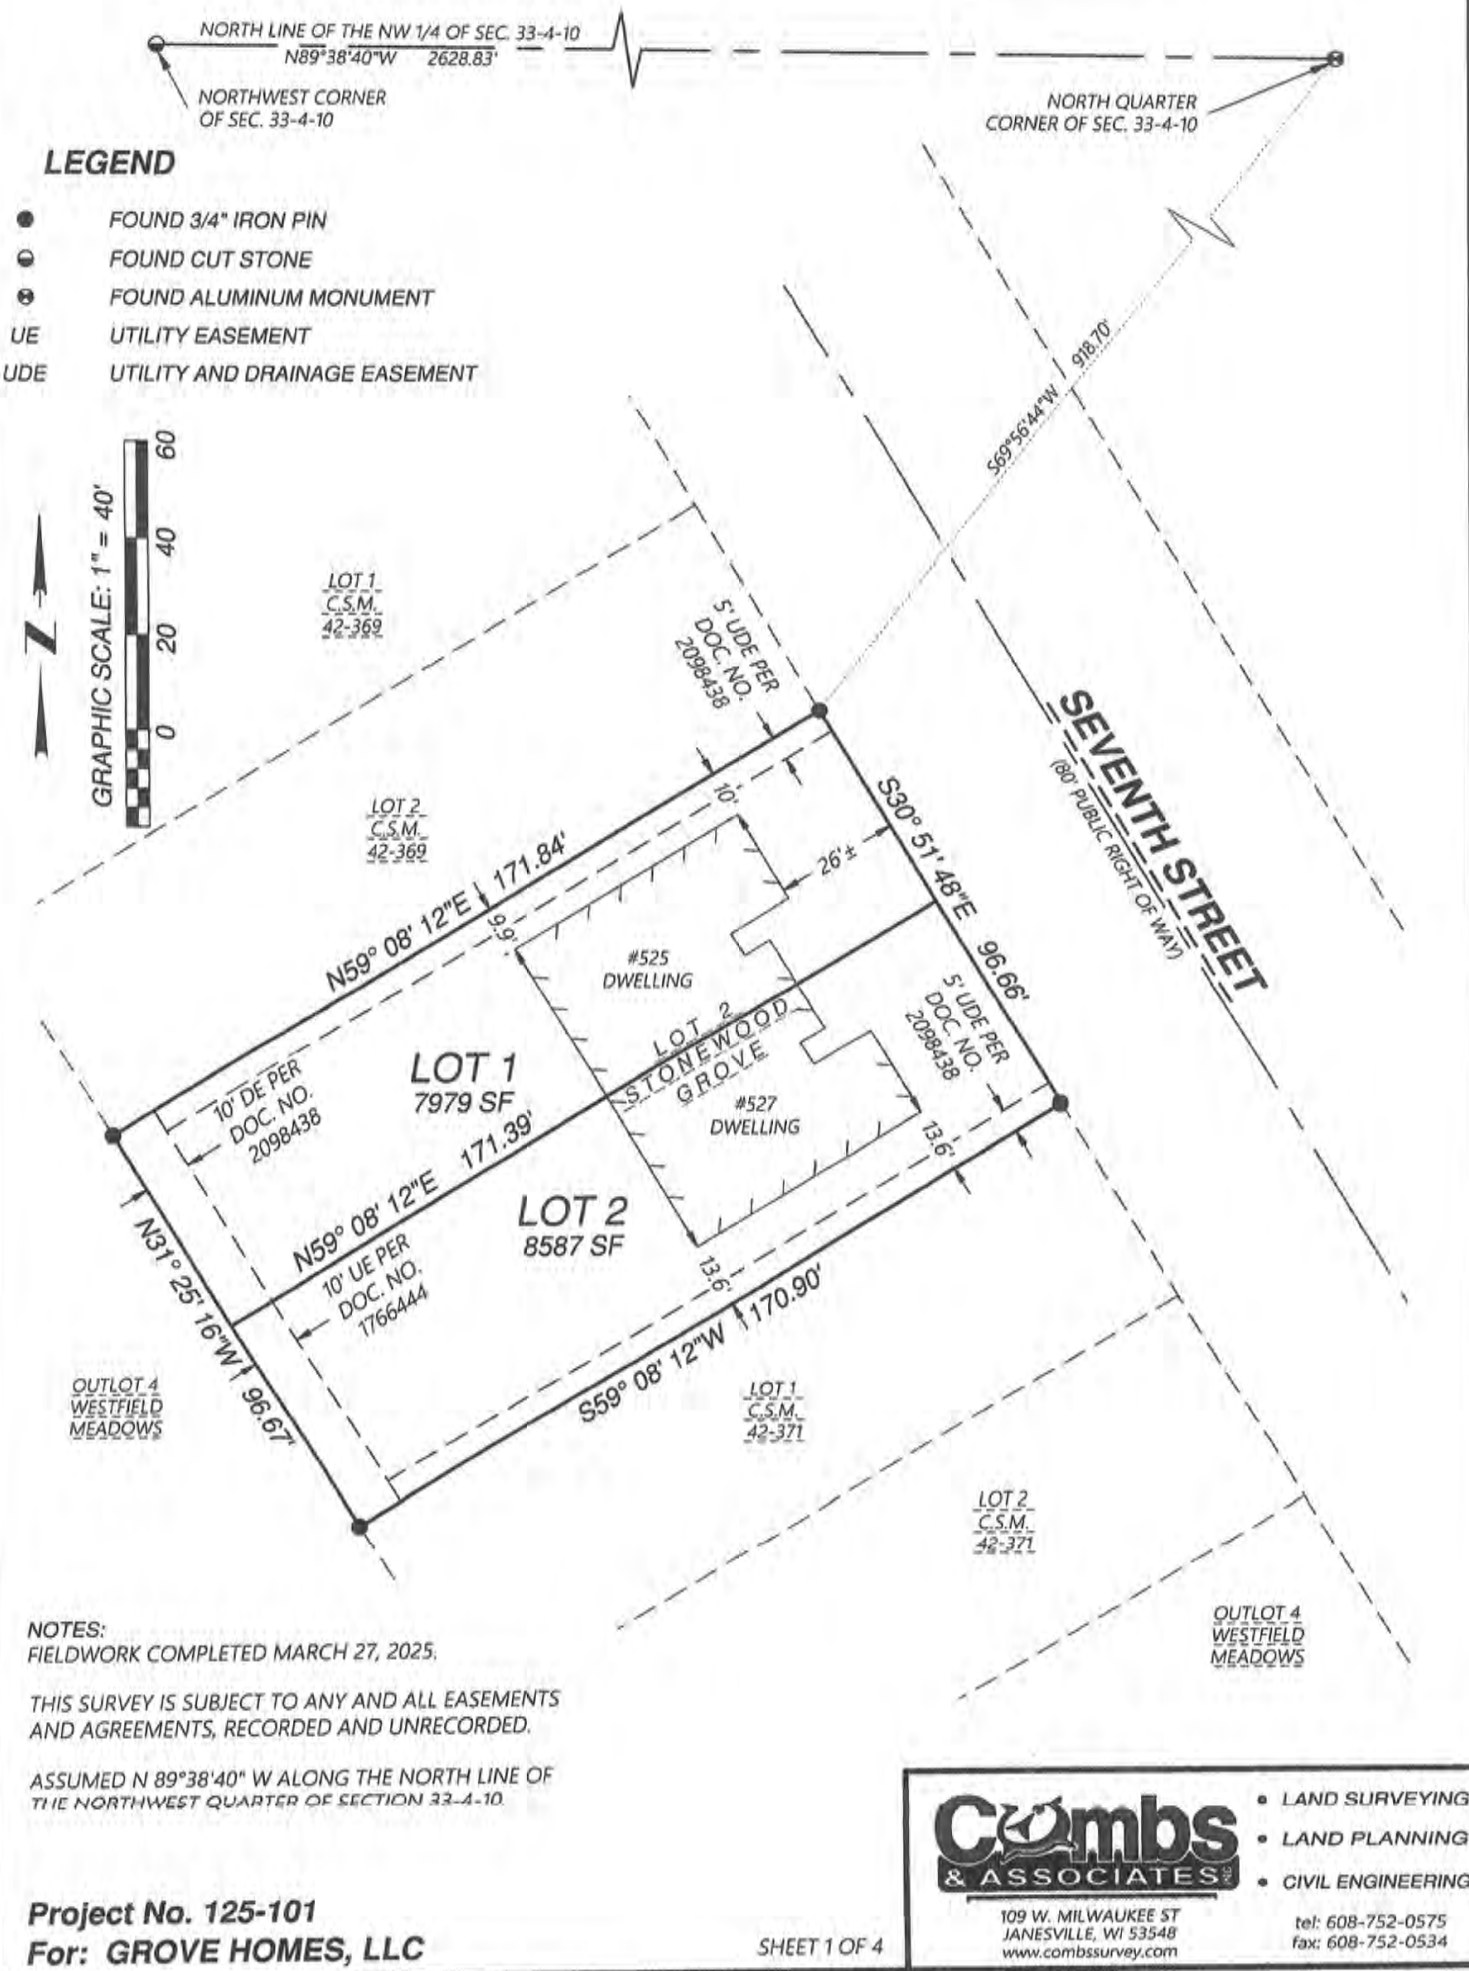 NORTH LINE OF THE NW 1/4 OF SEC. 33-4-10
N89°38'40"W 2628.83'
NORTHWEST CORNER
OF SEC. 33-4-10
NORTH QUARTER
CORNER OF SEC. 33-4-10
LEGEND
FOUND 3/4" IRON PIN
FOUND CUT STONE
FOUND ALUMINUM MONUMENT
UE UTILITY EASEMENT
UDE UTILITY AND DRAINAGE EASEMENT
S69°56'44"W 918.70'
GRAPHIC SCALE: 1" = 40'
0 20 40 60
N
LOT 1
C.S.M.
42-369
5' UDE PER
DOC. NO.
2098438
SEVENTH STREET
(80' PUBLIC RIGHT OF WAY)
LOT 2
C.S.M.
42-369
10'
26'±
S30° 51' 48"E 96.66'
N59° 08' 12"E 171.84'
9.9'
#525
DWELLING
5' UDE PER
DOC. NO.
2098438
LOT 2
STONEWOOD
GROVE
LOT 1
7979 SF
10' DE PER
DOC. NO.
2098438
#527
DWELLING
13.6'
N59° 08' 12"E 171.39'
LOT 2
8587 SF
10' UE PER
DOC. NO.
1766444
13.6'
N31° 25' 16"W 96.67'
S59° 08' 12"W 170.90'
OUTLOT 4
WESTFIELD
MEADOWS
LOT 1
C.S.M.
42-371
LOT 2
C.S.M.
42-371
OUTLOT 4
WESTFIELD
MEADOWS
NOTES:
FIELDWORK COMPLETED MARCH 27, 2025.
THIS SURVEY IS SUBJECT TO ANY AND ALL EASEMENTS
AND AGREEMENTS, RECORDED AND UNRECORDED.
ASSUMED N 89°38'40" W ALONG THE NORTH LINE OF
THE NORTHWEST QUARTER OF SECTION 33-4-10.
Project No. 125-101
For: GROVE HOMES, LLC
SHEET 1 OF 4
Combs
& ASSOCIATES INC
109 W. MILWAUKEE ST
JANESVILLE, WI 53548
www.combssurvey.com
• LAND SURVEYING
• LAND PLANNING
• CIVIL ENGINEERING
tel: 608-752-0575
fax: 608-752-0534